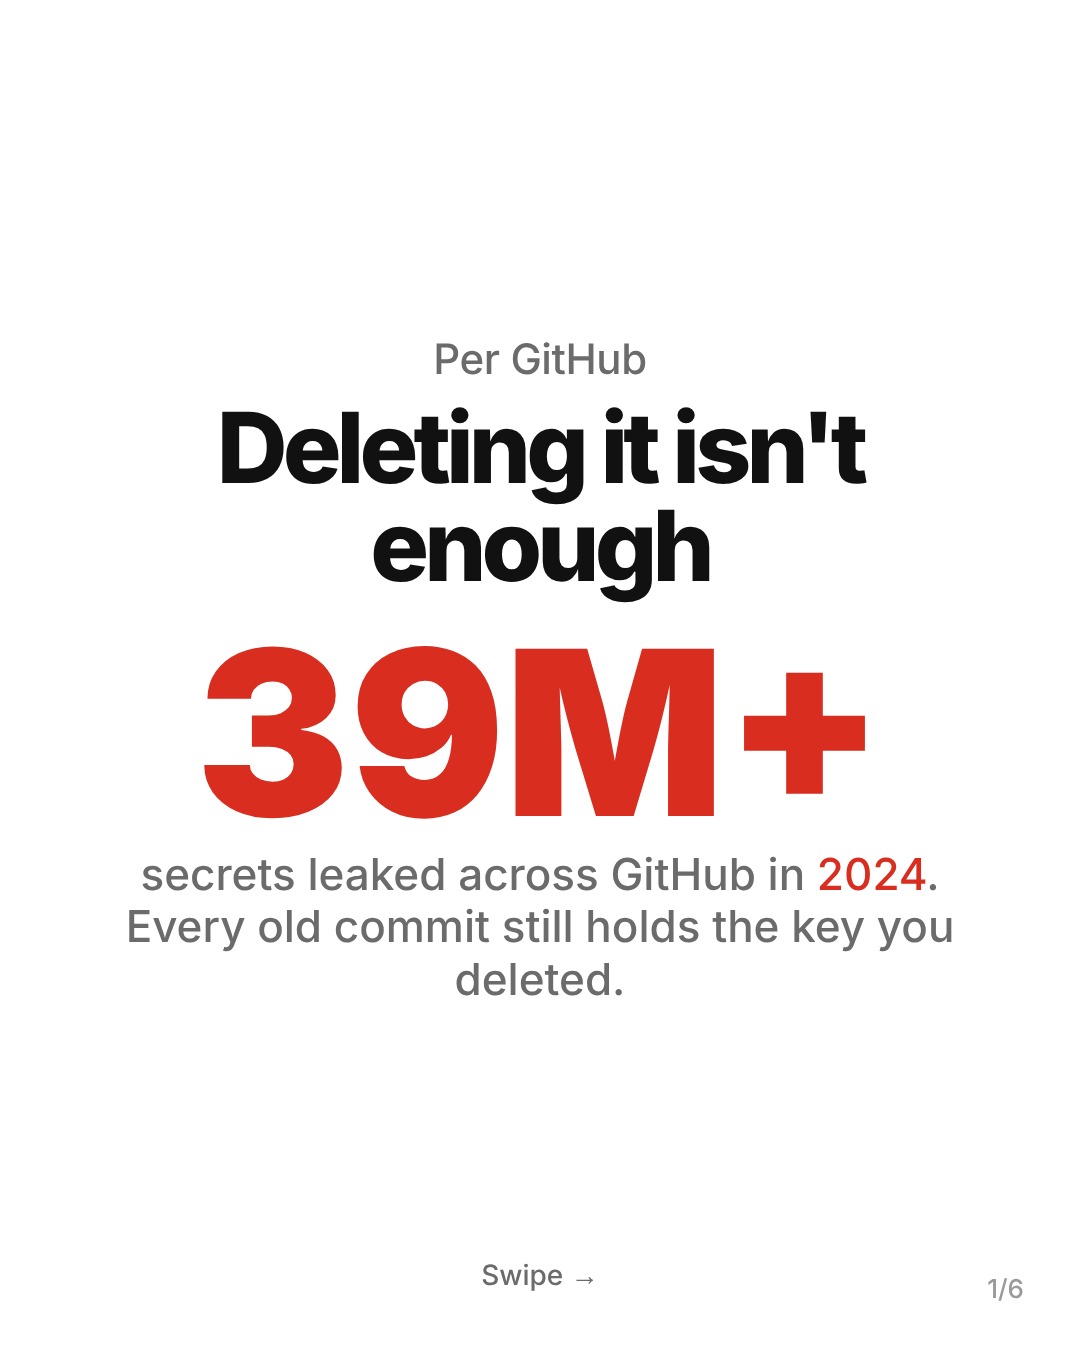 Per GitHub
Deleting it isn't
enough
39M+
secrets leaked across GitHub in 2024.
Every old commit still holds the key you
deleted.
Swipe →
1/6